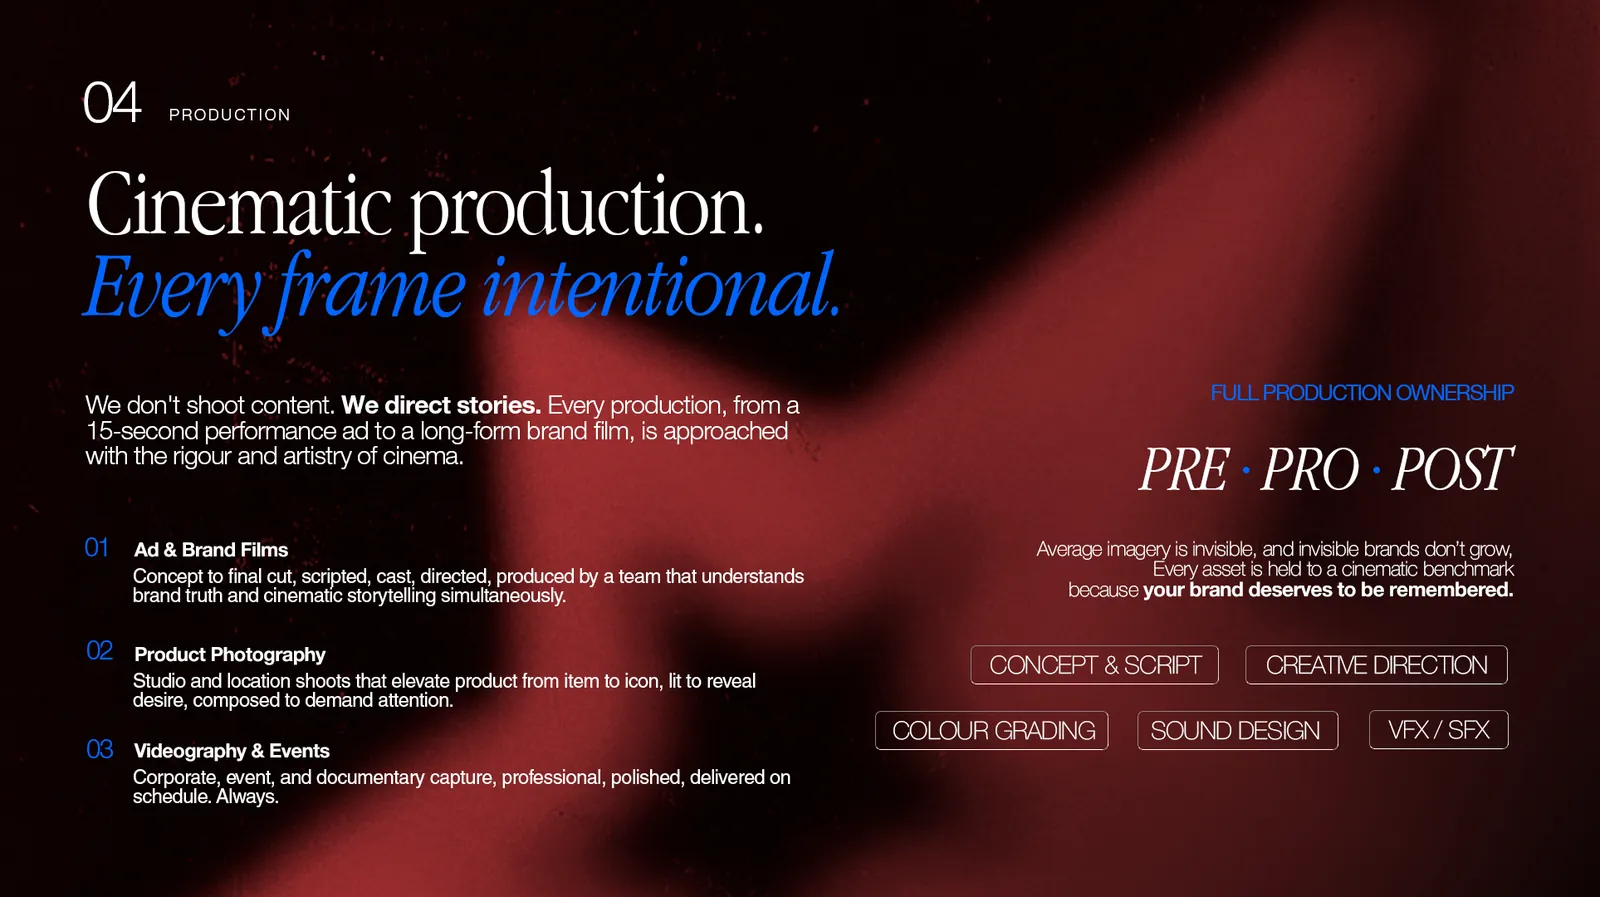 04 PRODUCTION
Cinematic production.
Every frame intentional.
We don't shoot content. We direct stories. Every production, from a
15-second performance ad to a long-form brand film, is approached
with the rigour and artistry of cinema.
01 Ad & Brand Films
Concept to final cut, scripted, cast, directed, produced by a team that understands
brand truth and cinematic storytelling simultaneously.
02 Product Photography
Studio and location shoots that elevate product from item to icon, lit to reveal
desire, composed to demand attention.
03 Videography & Events
Corporate, event, and documentary capture, professional, polished, delivered on
schedule. Always.
FULL PRODUCTION OWNERSHIP
PRE · PRO · POST
Average imagery is invisible, and invisible brands don’t grow,
Every asset is held to a cinematic benchmark
because your brand deserves to be remembered.
CONCEPT & SCRIPT CREATIVE DIRECTION
COLOUR GRADING SOUND DESIGN VFX / SFX